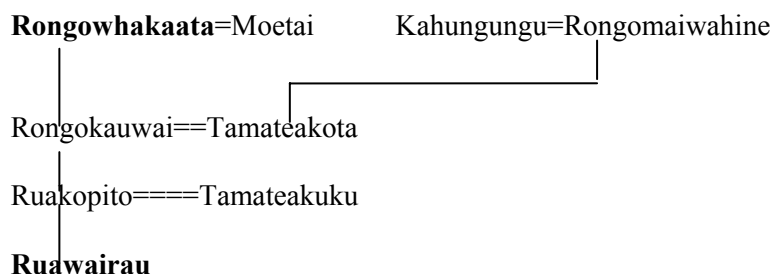 Rongowhakaata=Moetai Kahungungu=Rongomaiwahine
Rongokauwai==Tamateakota
Ruakopito====Tamateakuku
Ruawairau